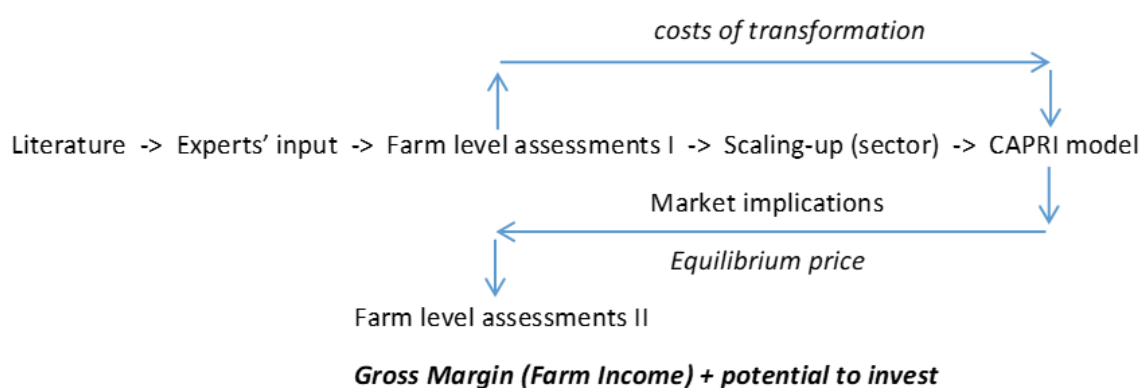 costs of transformation
Literature -> Experts' input -> Farm level assessments I -> Scaling-up (sector) -> CAPRI model
Market implications
Equilibrium price
Farm level assessments II
Gross Margin (Farm Income) + potential to invest